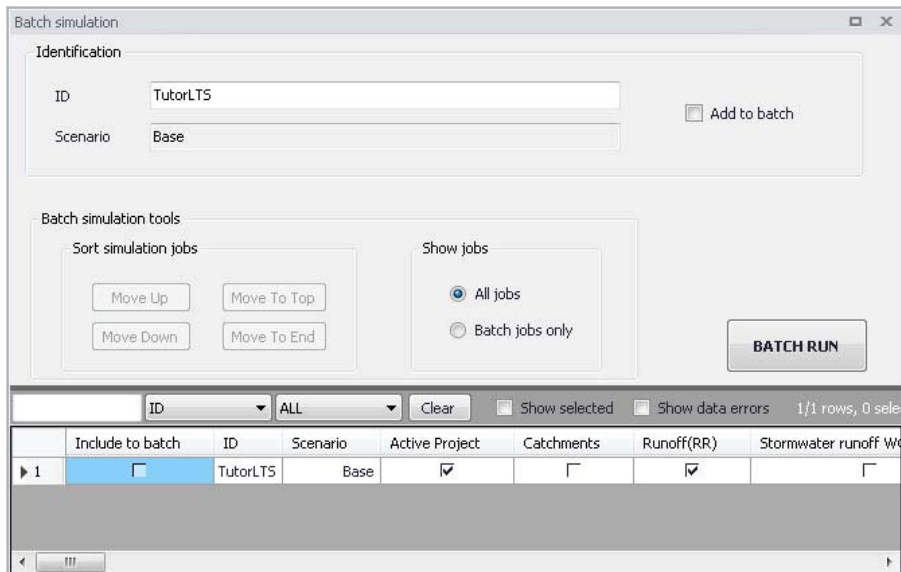 Batch simulation
Identification
ID TutorLTS
Add to batch
Scenario Base
Batch simulation tools
Sort simulation jobs Show jobs
Move Up Move To Top All jobs
Move Down Move To End Batch jobs only
BATCH RUN
ID ALL Clear Show selected Show data errors 1/1 rows, 0 sele
Include to batch ID Scenario Active Project Catchments Runoff(RR) Stormwater runoff WQ
1 TutorLTS Base